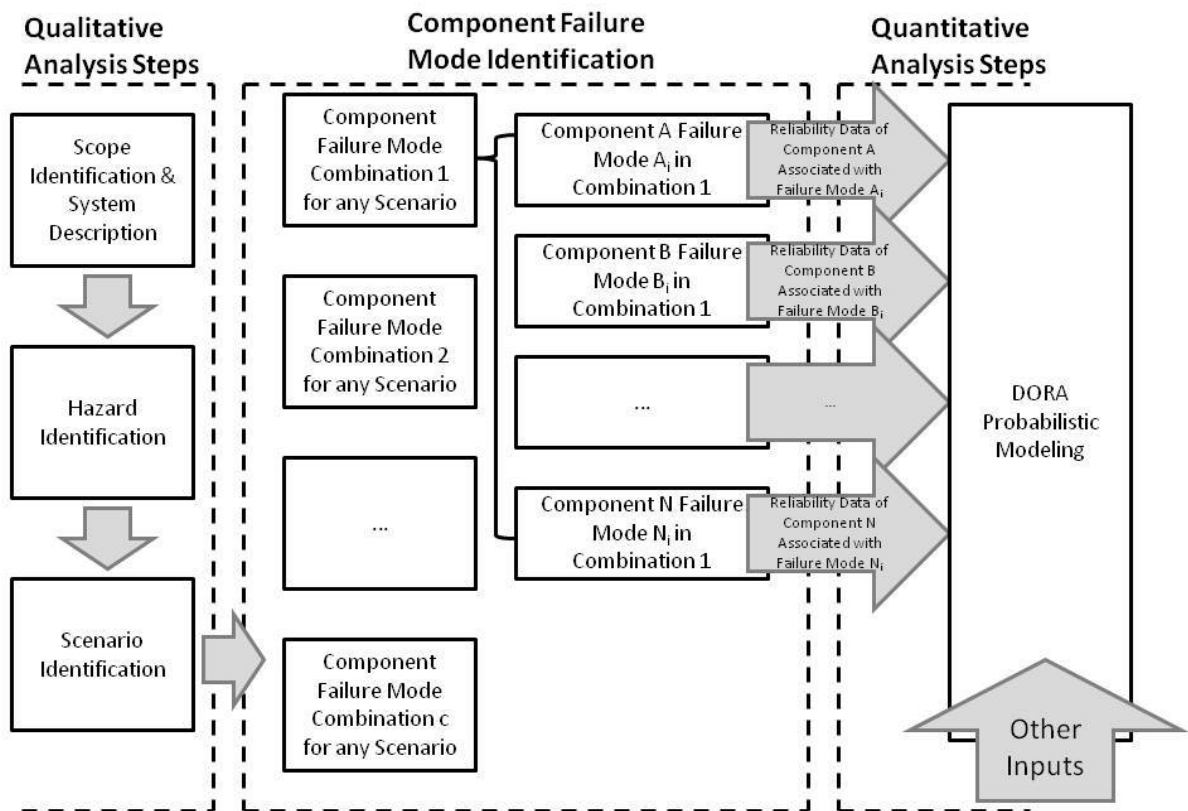 Qualitative
Analysis Steps
Scope
Identification &
System
Description
Hazard
Identification
Scenario
Identification
Component Failure
Mode Identification
Component
Failure Mode
Combination 1
for any Scenario
Component
Failure Mode
Combination 2
for any Scenario
...
Component
Failure Mode
Combination c
for any Scenario
Component A Failure
Mode Ai in
Combination 1
Component B Failure
Mode Bi in
Combination 1
...
Component N Failure
Mode Ni in
Combination 1
Quantitative
Analysis Steps
Reliability Data of
Component A
Associated with
Failure Mode Ai
Reliability Data of
Component B
Associated with
Failure Mode Bi
...
Reliability Data of
Component N
Associated with
Failure Mode Ni
DORA
Probabilistic
Modeling
Other
Inputs